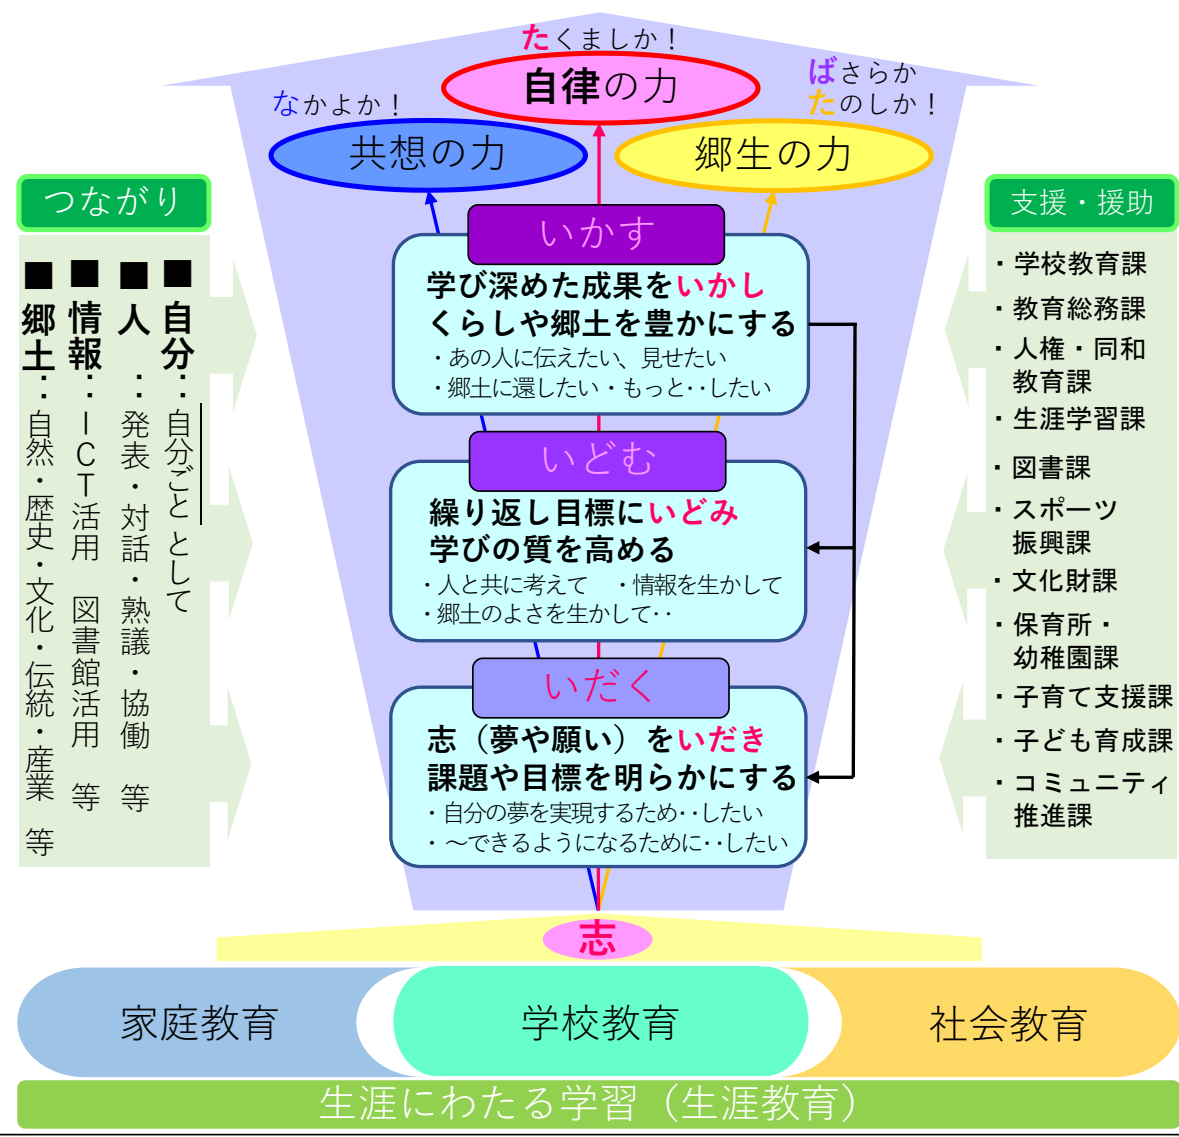 たくましか！
自律の力
なかよか！
共想の力
ばさらか
たのしか！
郷生の力
つながり
■自分：自分ごととして
■人：発表・対話・熟議・協働 等
■情報：ＩＣＴ活用 図書館活用 等
■郷土：自然・歴史・文化・伝統・産業 等
いかす
学び深めた成果をいかし
くらしや郷土を豊かにする
・あの人に伝えたい、見せたい
・郷土に還したい・もっと‥したい
いどむ
繰り返し目標にいどみ
学びの質を高める
・人と共に考えて ・情報を生かして
・郷土のよさを生かして‥
いだく
志（夢や願い）をいだき
課題や目標を明らかにする
・自分の夢を実現するため‥したい
・～できるようになるために‥したい
支援・援助
・学校教育課
・教育総務課
・人権・同和
教育課
・生涯学習課
・図書課
・スポーツ
振興課
・文化財課
・保育所・
幼稚園課
・子育て支援課
・子ども育成課
・コミュニティ
推進課
志
家庭教育
学校教育
社会教育
生涯にわたる学習（生涯教育）